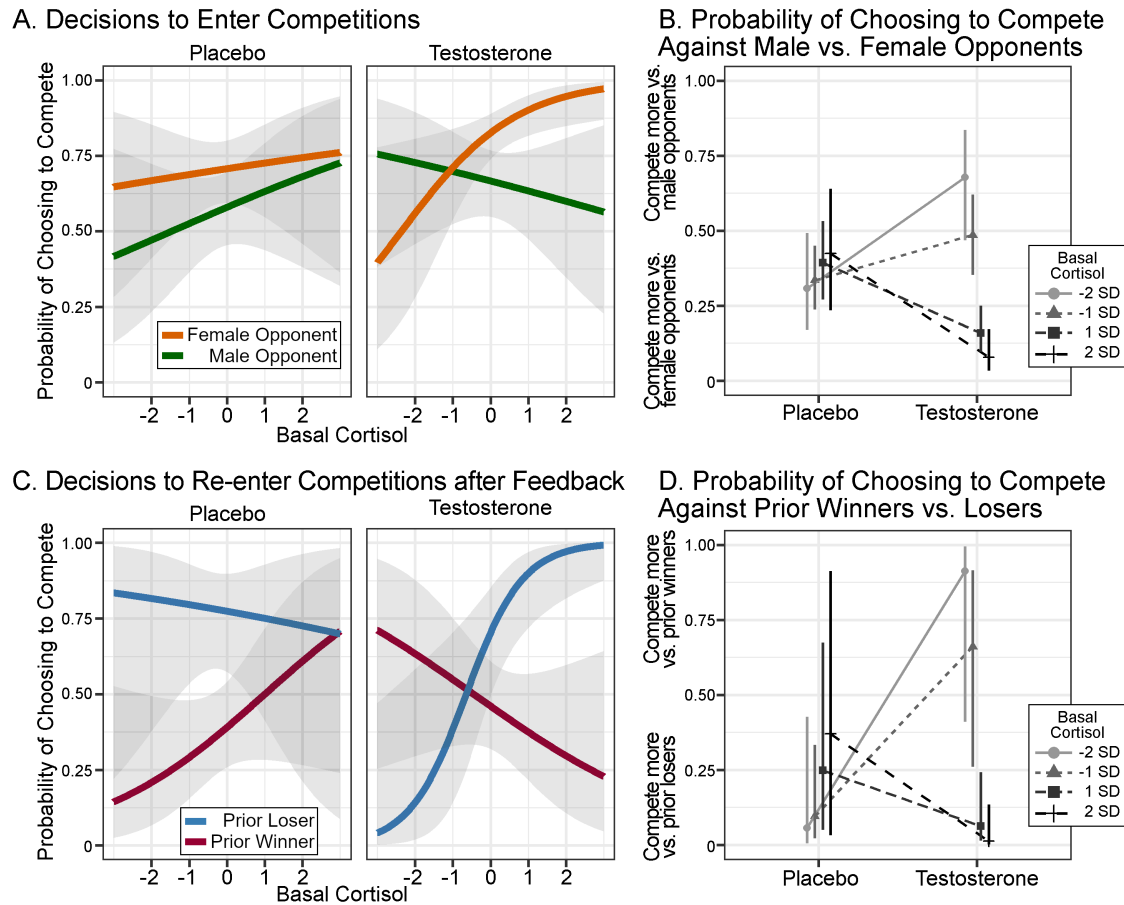 A. Decisions to Enter Competitions
Placebo
Testosterone
Probability of Choosing to Compete
1.00
0.75
0.50
0.25
0
Female Opponent
Male Opponent
-2 -1 0 1 2
-2 -1 0 1 2
Basal Cortisol
B. Probability of Choosing to Compete
Against Male vs. Female Opponents
Compete more vs.
male opponents
Compete more vs.
female opponents
1.00
0.75
0.50
0.25
0
Placebo
Testosterone
Basal
Cortisol
-2 SD
-1 SD
1 SD
2 SD
C. Decisions to Re-enter Competitions after Feedback
Placebo
Testosterone
Probability of Choosing to Compete
1.00
0.75
0.50
0.25
0
Prior Loser
Prior Winner
-2 -1 0 1 2
-2 -1 0 1 2
Basal Cortisol
D. Probability of Choosing to Compete
Against Prior Winners vs. Losers
Compete more
vs. prior winners
Compete more
vs. prior losers
1.00
0.75
0.50
0.25
0
Placebo
Testosterone
Basal
Cortisol
-2 SD
-1 SD
1 SD
2 SD